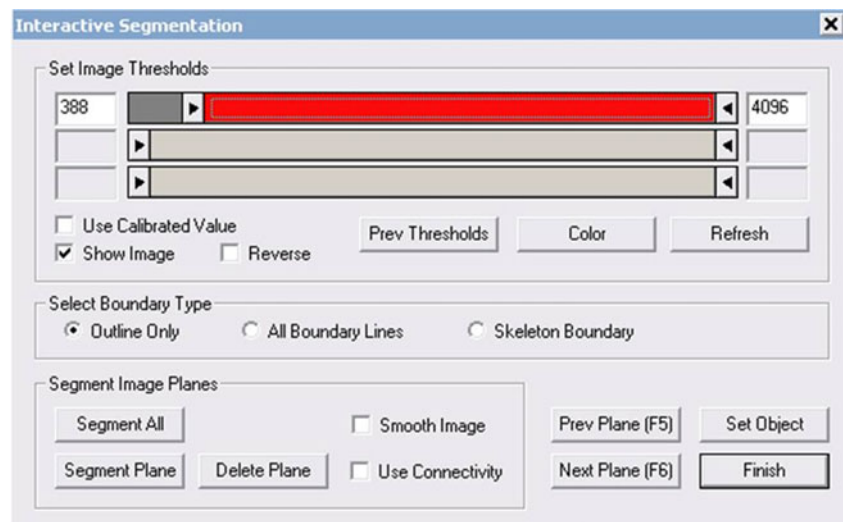 Interactive Segmentation
Set Image Thresholds
388 4096
Use Calibrated Value
Show Image Reverse Prev Thresholds Color Refresh
Select Boundary Type
Outline Only All Boundary Lines Skeleton Boundary
Segment Image Planes
Segment All Smooth Image Prev Plane (F5) Set Object
Segment Plane Delete Plane Use Connectivity Next Plane (F6) Finish